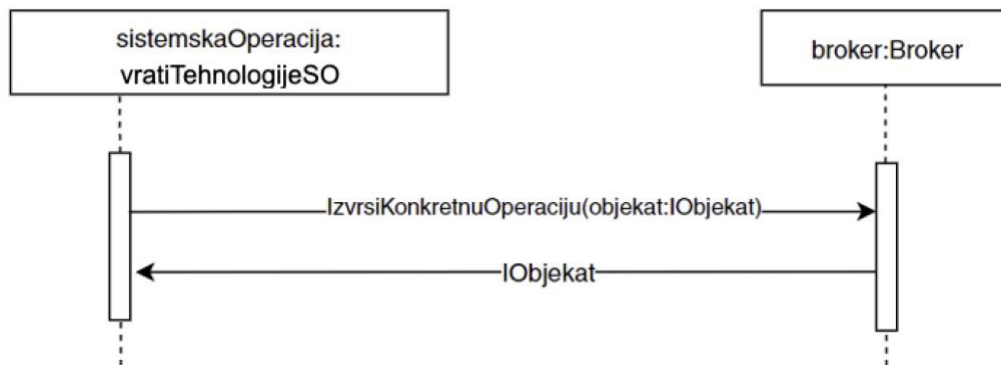 sistemskaOperacija:
vratiTehnologijeSO
broker:Broker
IzvrsiKonkretnuOperaciju(objekat:IObjekat)
IObjekat